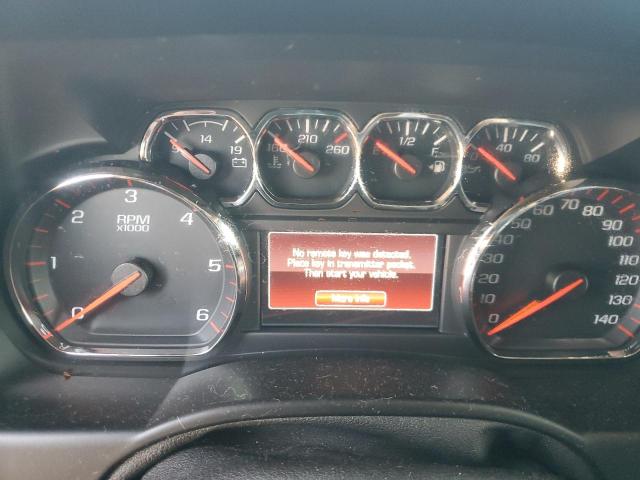 9 14 19
160 210 260
E 1/2 F
0 40 80
0 1 2 3 4 5 6
RPM
x1000
No remote key was detected.
Place key in transmitter pocket.
Then start your vehicle.
More Info
0 10 20 30 40 50 60 70 80 90 100 110 120 130 140